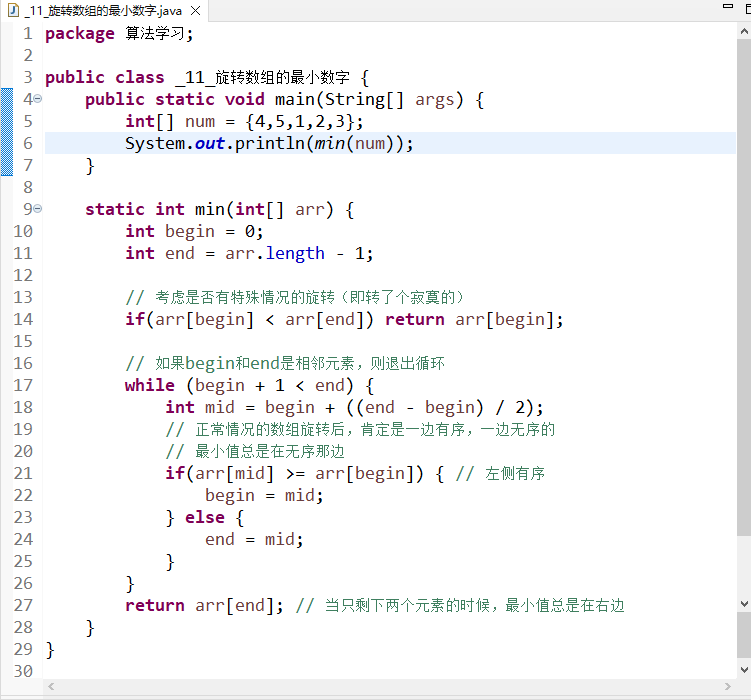 _11_旋转数组的最小数字.java
1 package 算法学习;
2
3 public class _11_旋转数组的最小数字 {
4     public static void main(String[] args) {
5         int[] num = {4,5,1,2,3};
6         System.out.println(min(num));
7     }
8
9     static int min(int[] arr) {
10         int begin = 0;
11         int end = arr.length - 1;
12
13         // 考虑是否有特殊情况的旋转（即转了个寂寞的）
14         if(arr[begin] < arr[end]) return arr[begin];
15
16         // 如果begin和end是相邻元素，则退出循环
17         while (begin + 1 < end) {
18             int mid = begin + ((end - begin) / 2);
19             // 正常情况的数组旋转后，肯定是一边有序，一边无序的
20             // 最小值总是在无序那边
21             if(arr[mid] >= arr[begin]) { // 左侧有序
22                 begin = mid;
23             } else {
24                 end = mid;
25             }
26         }
27         return arr[end]; // 当只剩下两个元素的时候，最小值总是在右边
28     }
29 }
30